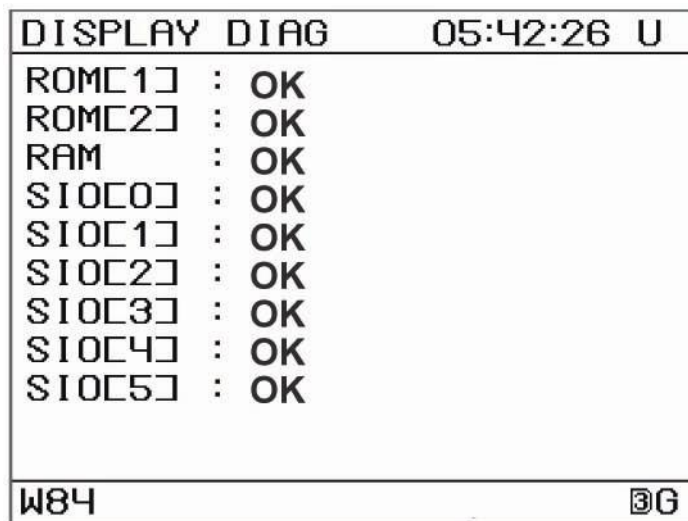 DISPLAY DIAG 05:42:26 U
ROM[1] : OK
ROM[2] : OK
RAM : OK
SIO[0] : OK
SIO[1] : OK
SIO[2] : OK
SIO[3] : OK
SIO[4] : OK
SIO[5] : OK
W84 3G